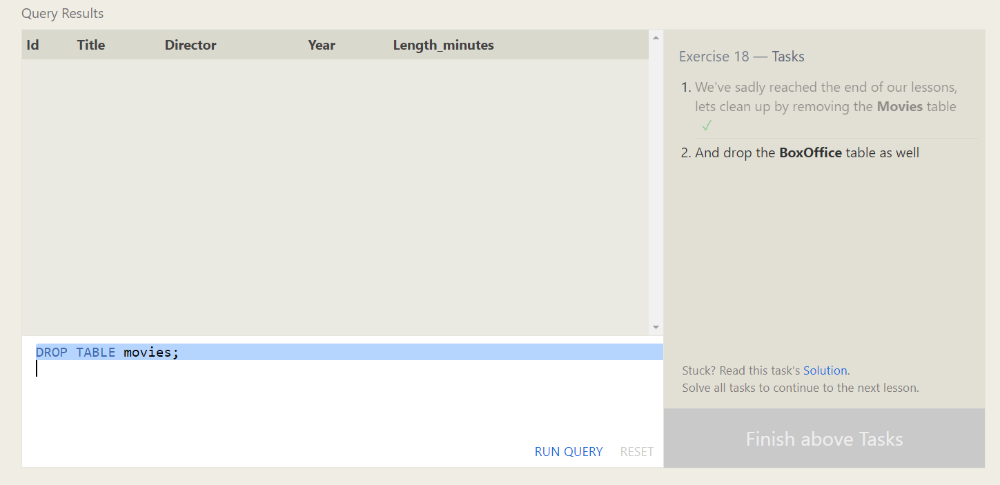 Query Results
Id Title Director Year Length_minutes
Exercise 18 — Tasks
1. We've sadly reached the end of our lessons,
lets clean up by removing the Movies table
✓
2. And drop the BoxOffice table as well
DROP TABLE movies;
Stuck? Read this task's Solution.
Solve all tasks to continue to the next lesson.
RUN QUERY RESET
Finish above Tasks